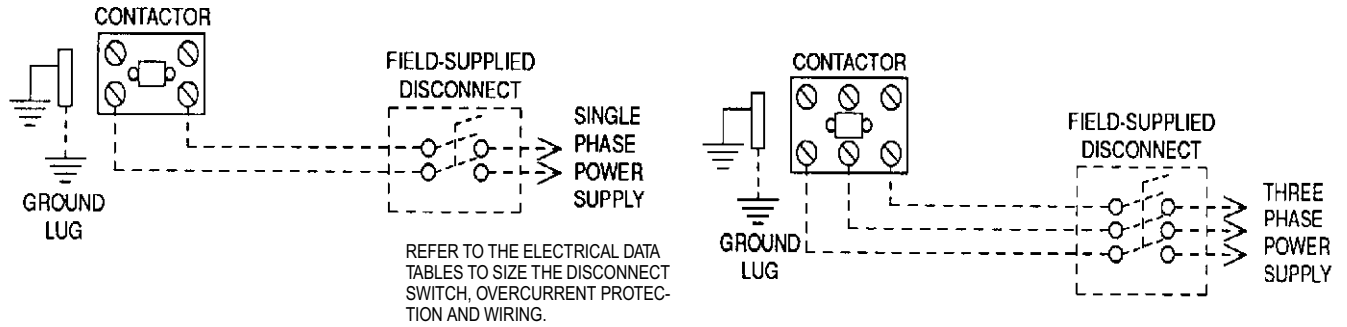 CONTACTOR
FIELD-SUPPLIED
DISCONNECT
SINGLE
PHASE
POWER
SUPPLY
GROUND
LUG
REFER TO THE ELECTRICAL DATA
TABLES TO SIZE THE DISCONNECT
SWITCH, OVERCURRENT PROTEC-
TION AND WIRING.
CONTACTOR
FIELD-SUPPLIED
DISCONNECT
THREE
PHASE
POWER
SUPPLY
GROUND
LUG